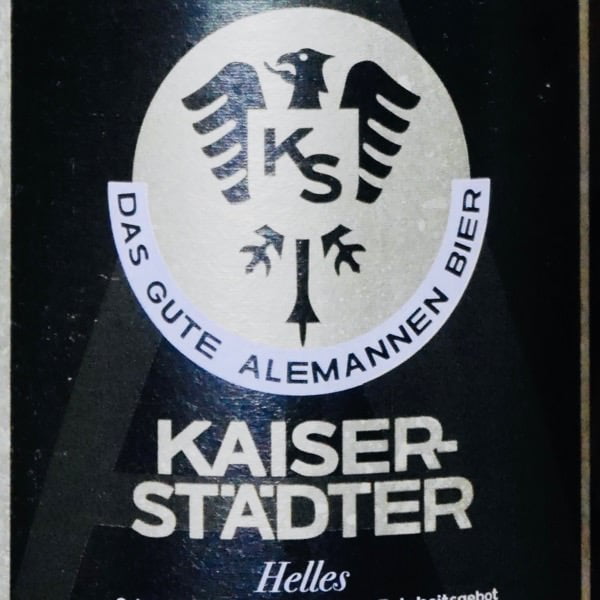 KS
DAS GUTE ALEMANNEN BIER
KAISER-
STÄDTER
Helles